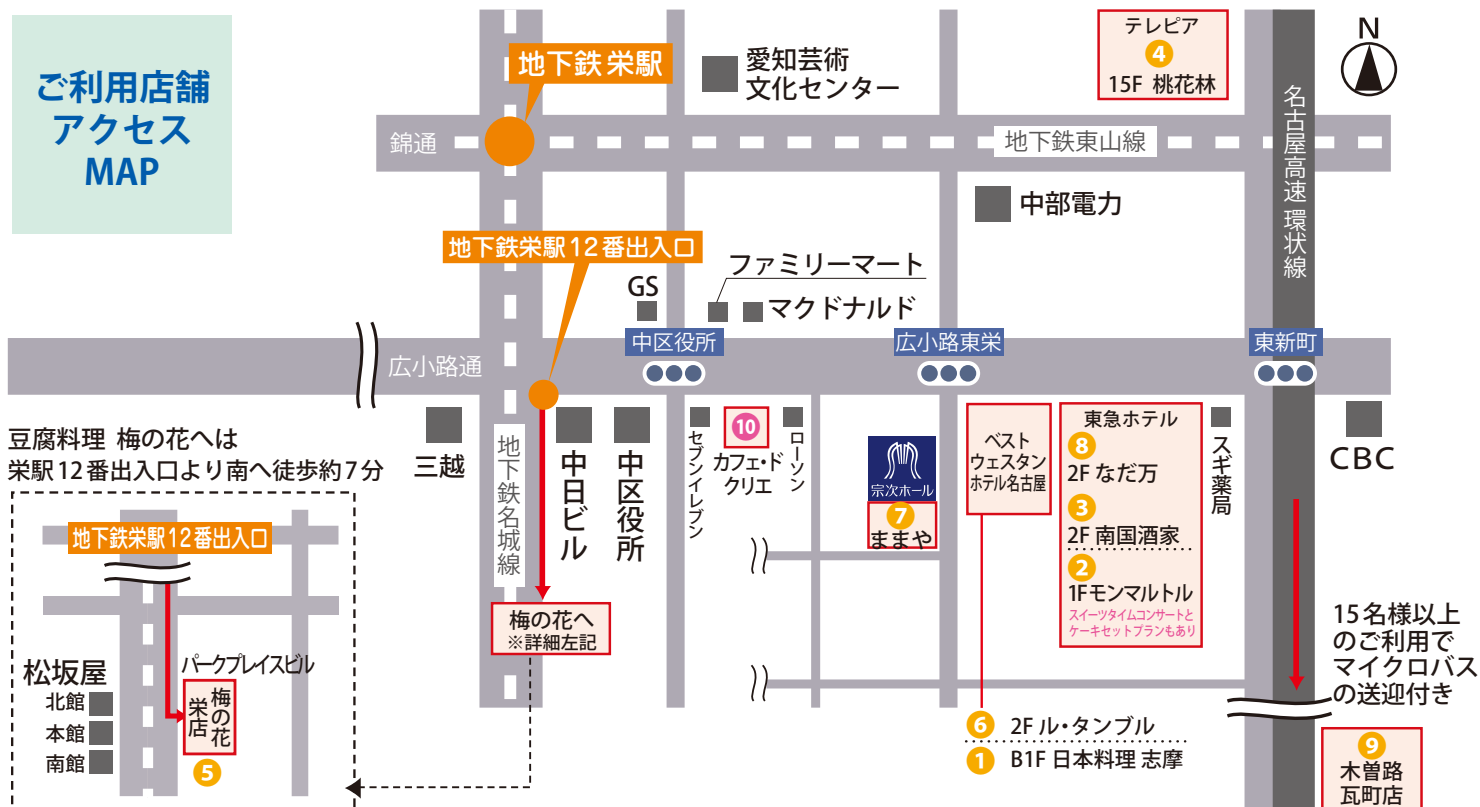 ご利用店舗
アクセス
MAP
地下鉄 栄駅
愛知芸術
文化センター
テレピア
4
15F 桃花林
N
錦通
地下鉄東山線
名古屋高速 環状線
中部電力
地下鉄栄駅12番出入口
ファミリーマート
GS
マクドナルド
中区役所
広小路東栄
東新町
広小路通
三越
地下鉄名城線
中日ビル
中区役所
セブンイレブン
10
カフェ・ド
クリエ
ローソン
宗次ホール
7
ままや
ベスト
ウェスタン
ホテル名古屋
東急ホテル
8
2F なだ万
3
2F 南国酒家
2
1Fモンマルトル
スイーツタイムコンサートと
ケーキセットプランもあり
スギ薬局
CBC
豆腐料理 梅の花へは
栄駅12番出入口より南へ徒歩約7分
地下鉄栄駅12番出入口
松坂屋
北館
本館
南館
パークプレイスビル
梅の花
栄店
5
梅の花へ
※詳細左記
6 2F ル・タンブル
1 B1F 日本料理 志摩
15名様以上
のご利用で
マイクロバス
の送迎付き
9
木曽路
瓦町店